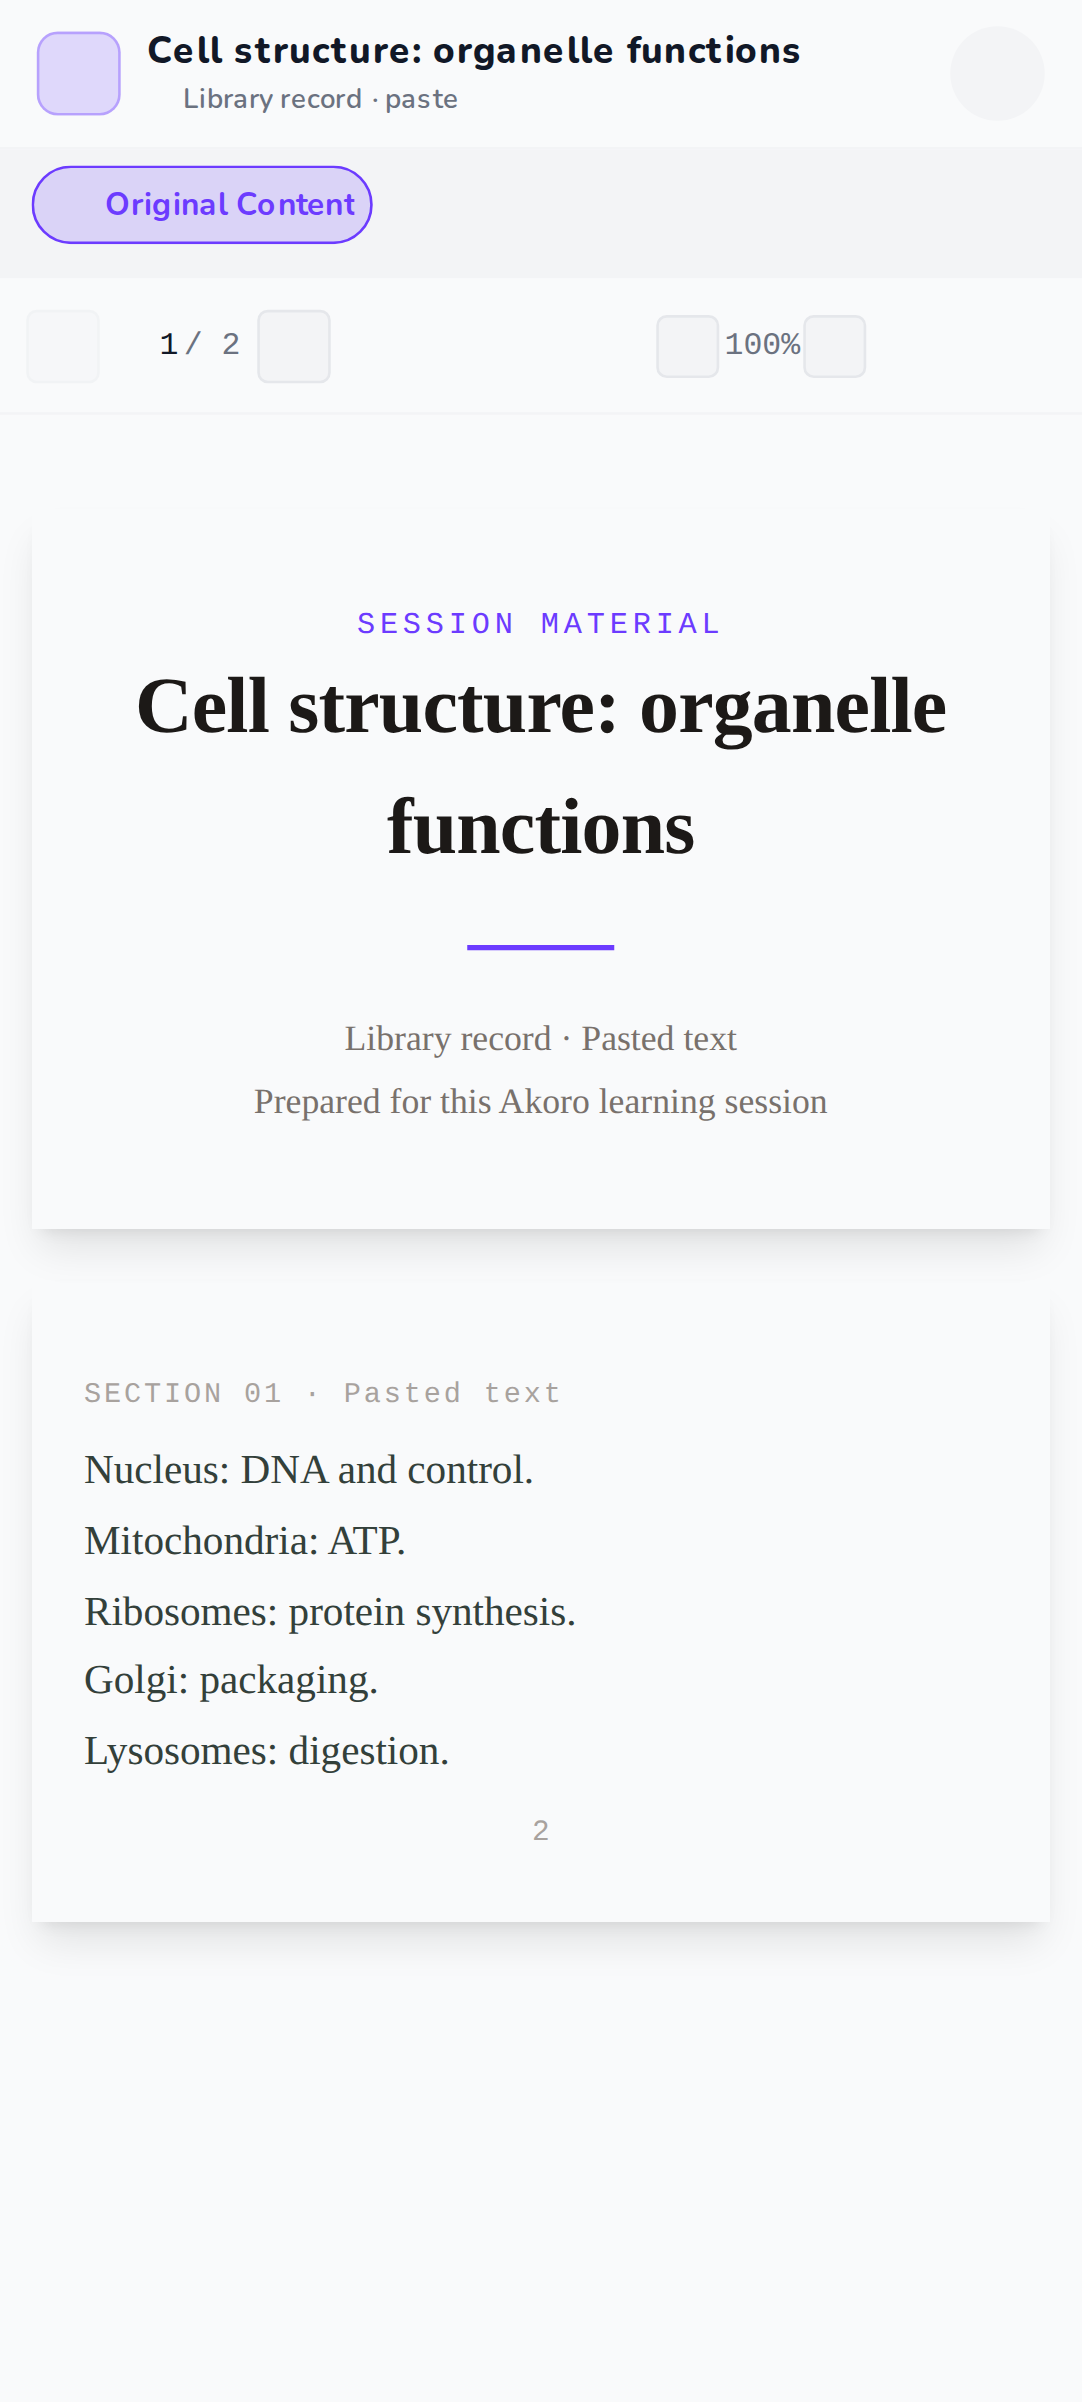 Cell structure: organelle functions
Library record · paste
Original Content
1 / 2
100%
SESSION MATERIAL
Cell structure: organelle
functions
Library record · Pasted text
Prepared for this Akoro learning session
SECTION 01 · Pasted text
Nucleus: DNA and control.
Mitochondria: ATP.
Ribosomes: protein synthesis.
Golgi: packaging.
Lysosomes: digestion.
2